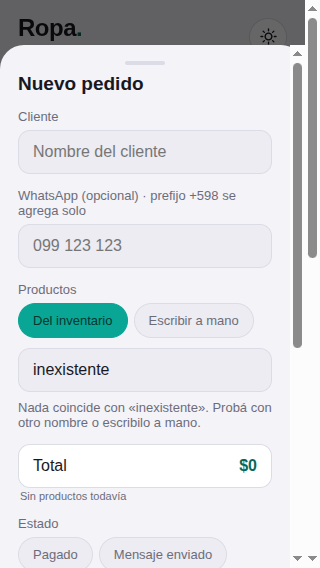 Ropa.
Nuevo pedido
Cliente
Nombre del cliente
WhatsApp (opcional) · prefijo +598 se
agrega solo
099 123 123
Productos
Del inventario
Escribir a mano
inexistente
Nada coincide con «inexistente». Probá con
otro nombre o escribilo a mano.
Total $0
Sin productos todavía
Estado
Pagado
Mensaje enviado